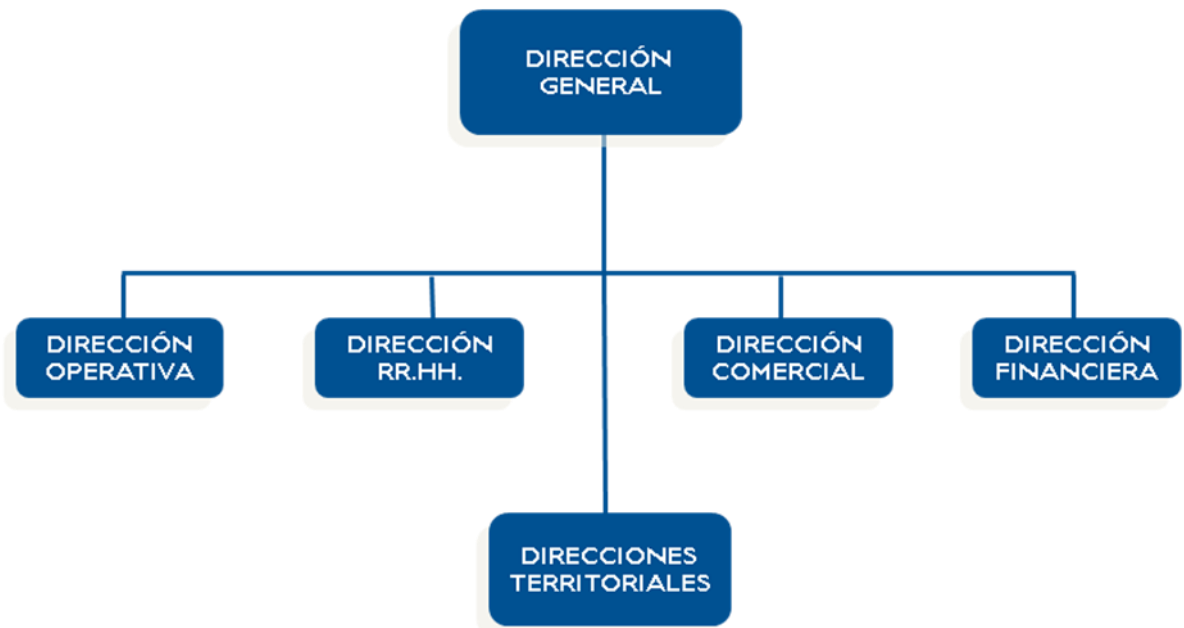 DIRECCIÓN
GENERAL
DIRECCIÓN
OPERATIVA
DIRECCIÓN
RR.HH.
DIRECCIÓN
COMERCIAL
DIRECCIÓN
FINANCIERA
DIRECCIONES
TERRITORIALES